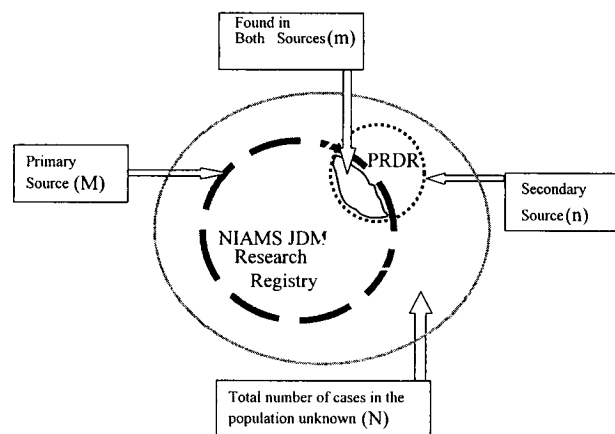 Found in
Both Sources (m)
PRDR
Primary
Source (M)
Secondary
Source (n)
NIAMS JDM
Research
Registry
Total number of cases in the
population unknown (N)